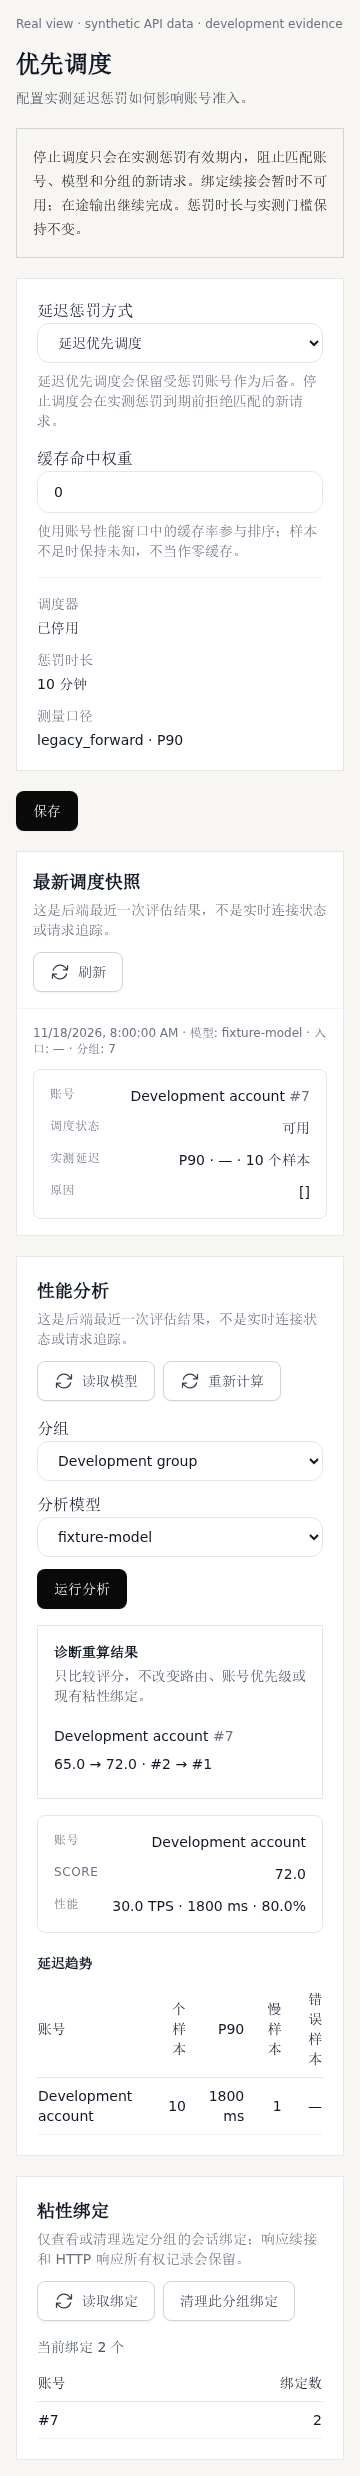 Real view · synthetic API data · development evidence
优先调度
配置实测延迟惩罚如何影响账号准入。
停止调度只会在实测惩罚有效期内，阻止匹配账
号、模型和分组的新请求。绑定续接会暂时不可
用；在途输出继续完成。惩罚时长与实测门槛保
持不变。
延迟惩罚方式
延迟优先调度
延迟优先调度会保留受惩罚账号作为后备。停
止调度会在实测惩罚到期前拒绝匹配的新请
求。
缓存命中权重
0
使用账号性能窗口中的缓存率参与排序；样本
不足时保持未知，不当作零缓存。
调度器
已停用
惩罚时长
10 分钟
测量口径
legacy_forward · P90
保存
最新调度快照
这是后端最近一次评估结果，不是实时连接状态
或请求追踪。
刷新
11/18/2026, 8:00:00 AM · 模型: fixture-model · 入
口: — · 分组: 7
账号 Development account #7
调度状态 可用
实测延迟 P90 · — · 10 个样本
原因 []
性能分析
这是后端最近一次评估结果，不是实时连接状
态或请求追踪。
读取模型 重新计算
分组
Development group
分析模型
fixture-model
运行分析
诊断重算结果
只比较评分，不改变路由、账号优先级或
现有粘性绑定。
Development account #7
65.0 → 72.0 · #2 → #1
账号 Development account
SCORE 72.0
性能 30.0 TPS · 1800 ms · 80.0%
延迟趋势
账号 个样本 P90 慢样本 错误样本
Development account 10 1800 ms 1 —
粘性绑定
仅查看或清理选定分组的会话绑定；响应续接
和 HTTP 响应所有权记录会保留。
读取绑定 清理此分组绑定
当前绑定 2 个
账号 绑定数
#7 2